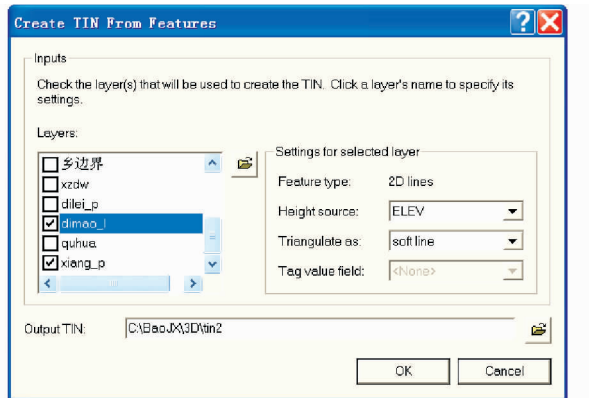 Create TIN From Features
Inputs
Check the layer(s) that will be used to create the TIN. Click a layer's name to specify its
settings.
Layers:
乡边界
xzdw
dilei_p
dimao_l
quhua
xiang_p
Settings for selected layer
Feature type: 2D lines
Height source: ELEV
Triangulate as: soft line
Tag value field: <None>
Output TIN: C:\BaoJX\3D\tin2
OK Cancel